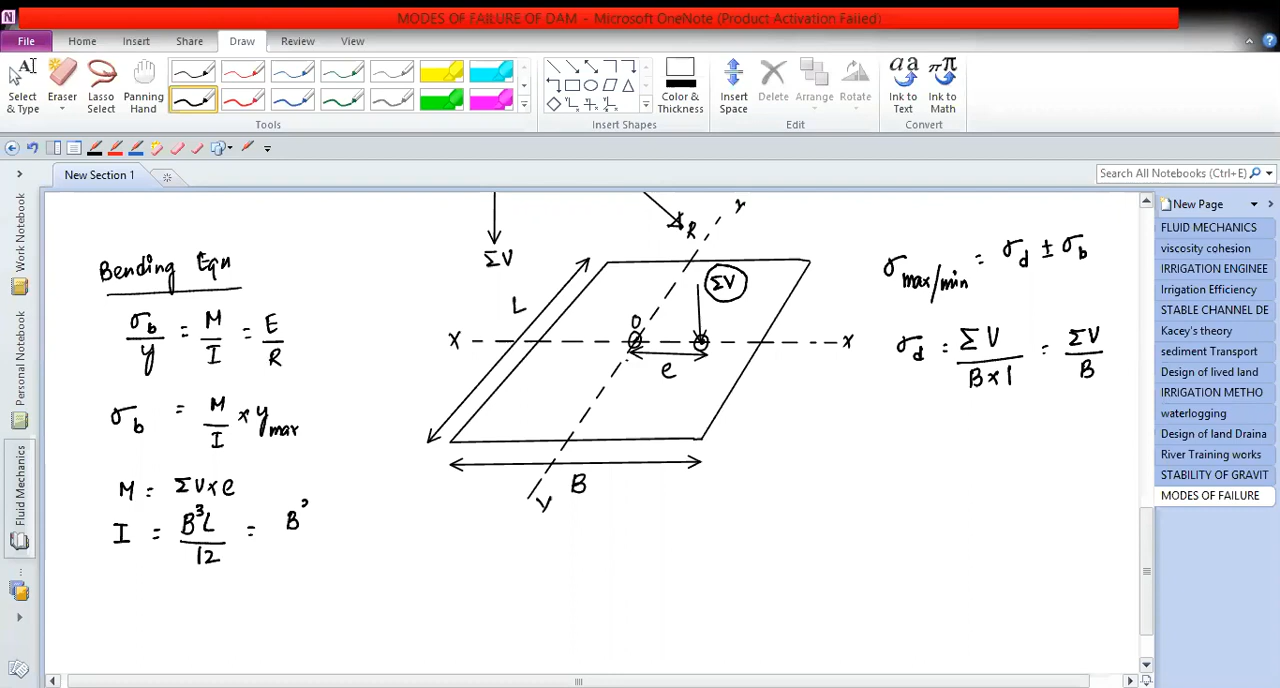 MODES OF FAILURE OF DAM - Microsoft OneNote (Product Activation Failed)
File Home Insert Share Draw Review View
Select & Type
Eraser
Lasso Select
Panning Hand
Color & Thickness
Insert Space
Delete
Arrange
Rotate
Ink to Text
Ink to Math
Tools
Insert Shapes
Edit
Convert
New Section 1
Search All Notebooks (Ctrl+E)
Work Notebook
Personal Notebook
Fluid Mechanics
New Page
FLUID MECHANICS
viscosity cohesion
IRRIGATION ENGINEE
Irrigation Efficiency
STABLE CHANNEL DE
Kacey's theory
sediment Transport
Design of lived land
IRRIGATION METHO
waterlogging
Design of land Draina
River Training works
STABILITY OF GRAVIT
MODES OF FAILURE
ΣV
R
Y
Bending Eqn
σb/y = M/I = E/R
σb = M/I × ymax
M = ΣV×e
I = B³L/12 = B³
L
ΣV
O
X
X
e
B
Y
σmax/min = σd ± σb
σd = ΣV/B×1 = ΣV/B